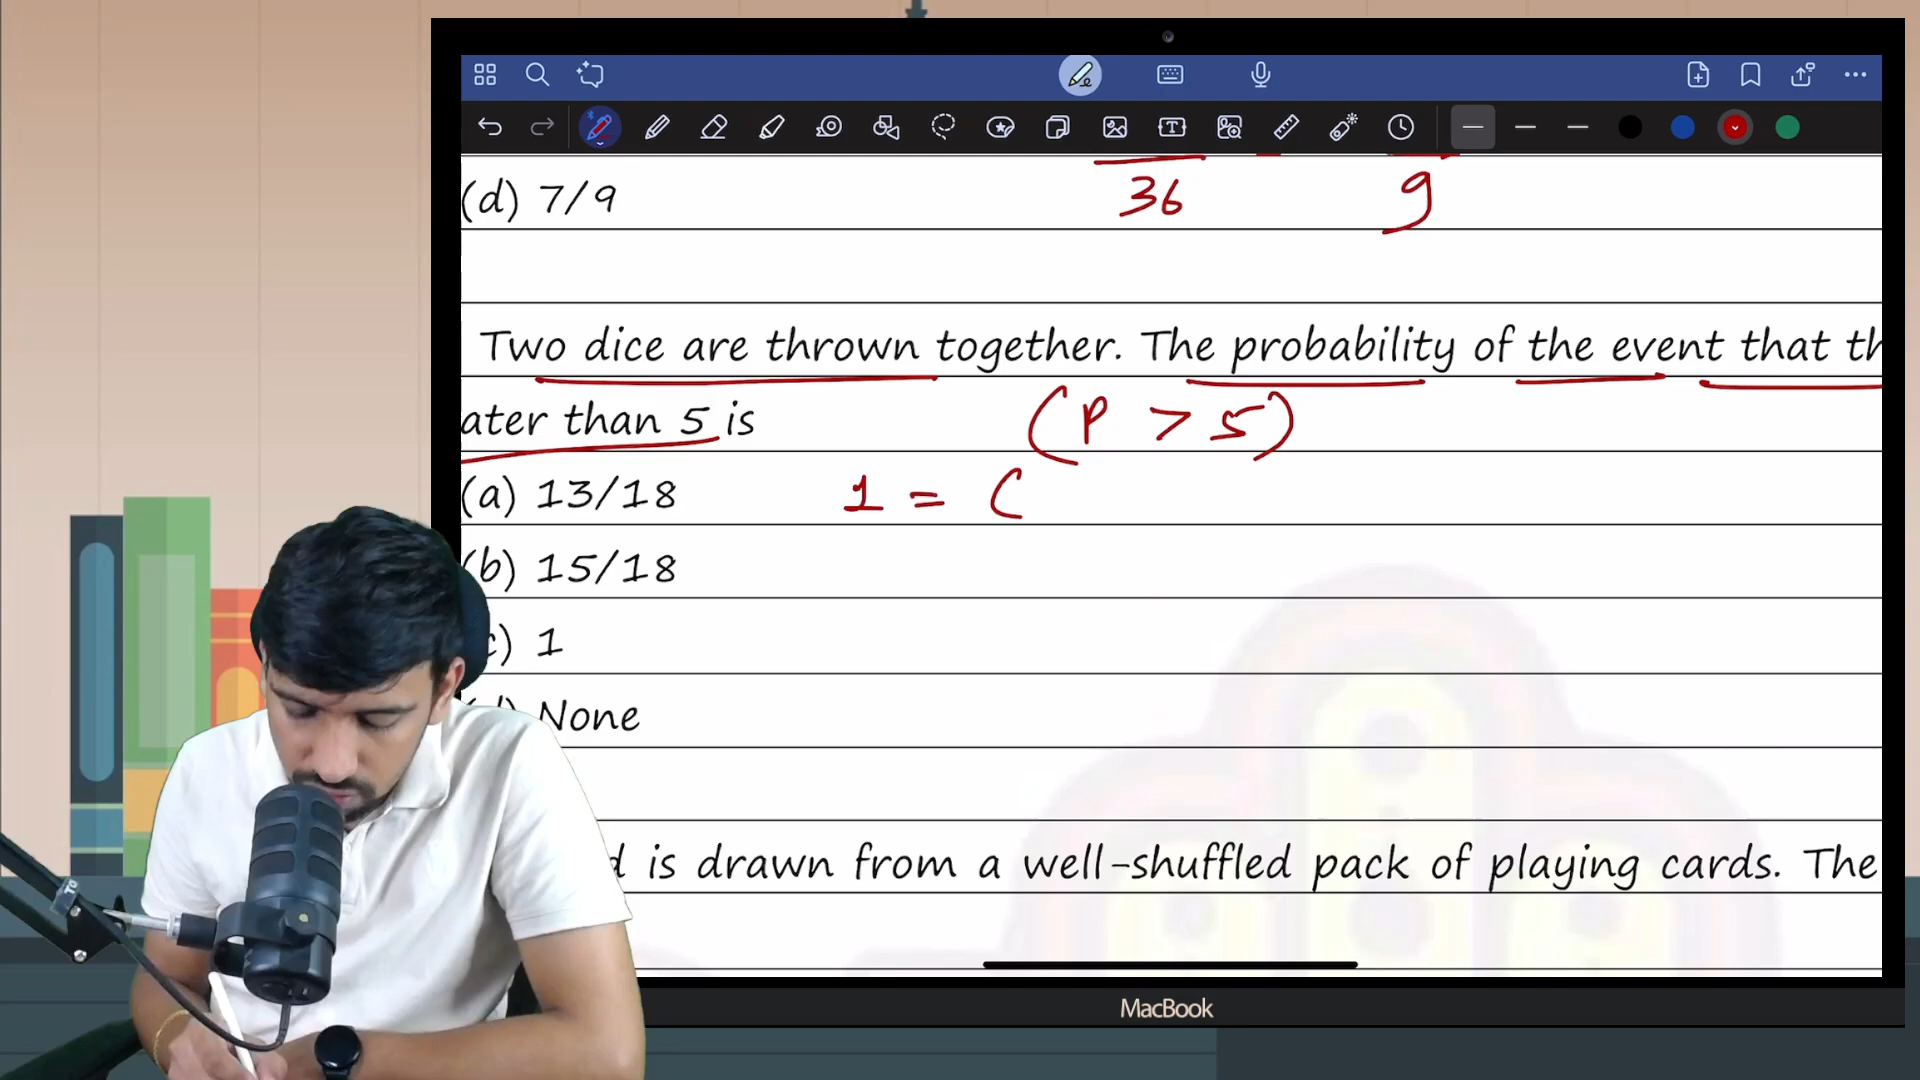 (d) 7/9
36 9
Two dice are thrown together. The probability of the event that th
ater than 5 is (P > 5)
(a) 13/18 1 = (
(b) 15/18
c) 1
None
d is drawn from a well-shuffled pack of playing cards. The
MacBook